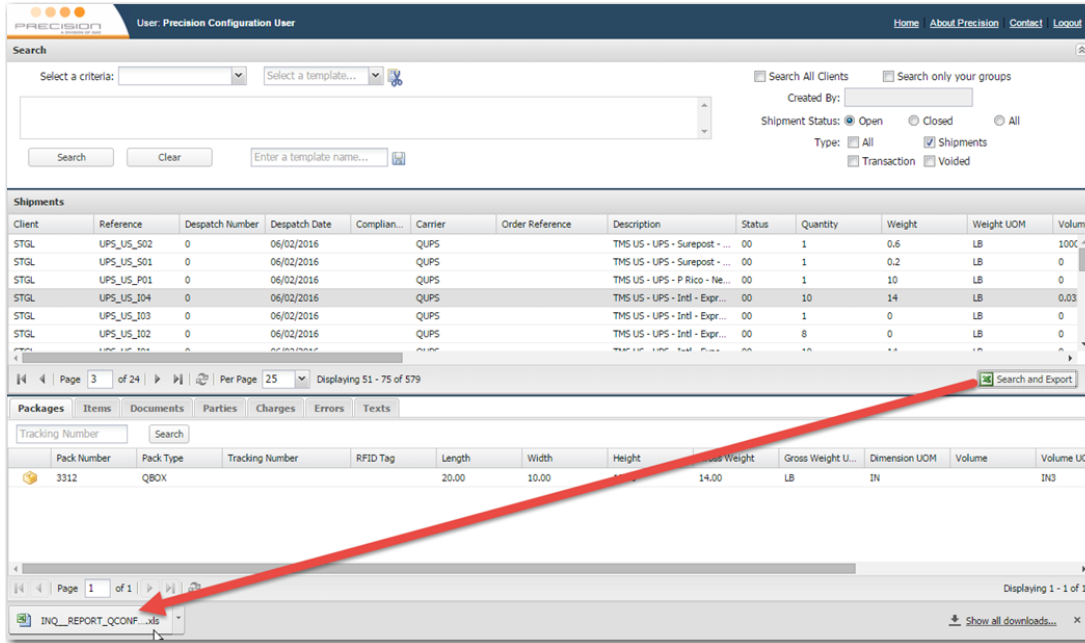 PRECISION
User: Precision Configuration User
Home About Precision Contact Logout
Search
Select a criteria: Select a template... Search All Clients Search only your groups
Created By:
Shipment Status: Open Closed All
Type: All Shipments
Transaction Voided
Search Clear Enter a template name...
Shipments
Client Reference Despatch Number Despatch Date Complian... Carrier Order Reference Description Status Quantity Weight Weight UOM Volum
STGL UPS_US_S02 0 06/02/2016 QUPS TMS US - UPS - Surepost - ... 00 1 0.6 LB 1000
STGL UPS_US_S01 0 06/02/2016 QUPS TMS US - UPS - Surepost - ... 00 1 0.2 LB 0
STGL UPS_US_P01 0 06/02/2016 QUPS TMS US - UPS - P Rico - Ne... 00 1 10 LB 0
STGL UPS_US_I04 0 06/02/2016 QUPS TMS US - UPS - Intl - Expr... 00 10 14 LB 0.03
STGL UPS_US_I03 0 06/02/2016 QUPS TMS US - UPS - Intl - Expr... 00 1 0 LB 0
STGL UPS_US_I02 0 06/02/2016 QUPS TMS US - UPS - Intl - Expr... 00 8 0 LB 0
Page 3 of 24 Per Page 25 Displaying 51 - 75 of 579 Search and Export
Packages Items Documents Parties Charges Errors Texts
Tracking Number Search
Pack Number Pack Type Tracking Number RFID Tag Length Width Height Weight Gross Weight U... Dimension UOM Volume Volume UO
3312 QBOX 20.00 10.00 14.00 LB IN IN3
Page 1 of 1 Displaying 1 - 1 of 1
INQ__REPORT_QCONF....xls Show all downloads...